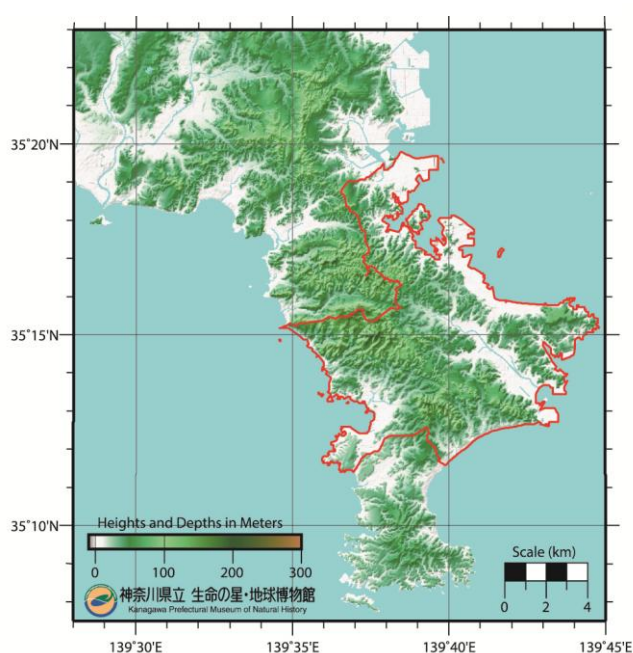 35°20'N
35°15'N
35°10'N
Heights and Depths in Meters
0 100 200 300
神奈川県立 生命の星・地球博物館
Kanagawa Prefectural Museum of Natural History
Scale (km)
0 2 4
139°30'E 139°35'E 139°40'E 139°45'E